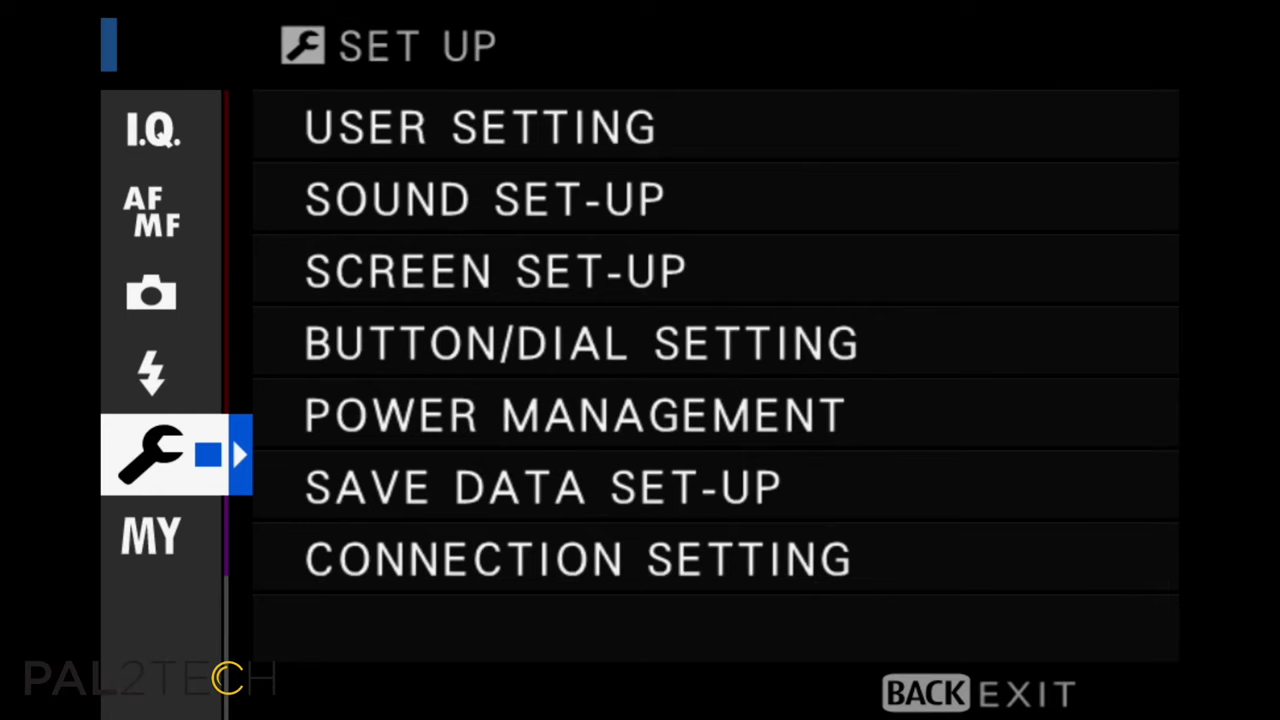 SET UP
I.Q.
AF
MF
MY
USER SETTING
SOUND SET-UP
SCREEN SET-UP
BUTTON/DIAL SETTING
POWER MANAGEMENT
SAVE DATA SET-UP
CONNECTION SETTING
PAL2TECH
BACK EXIT